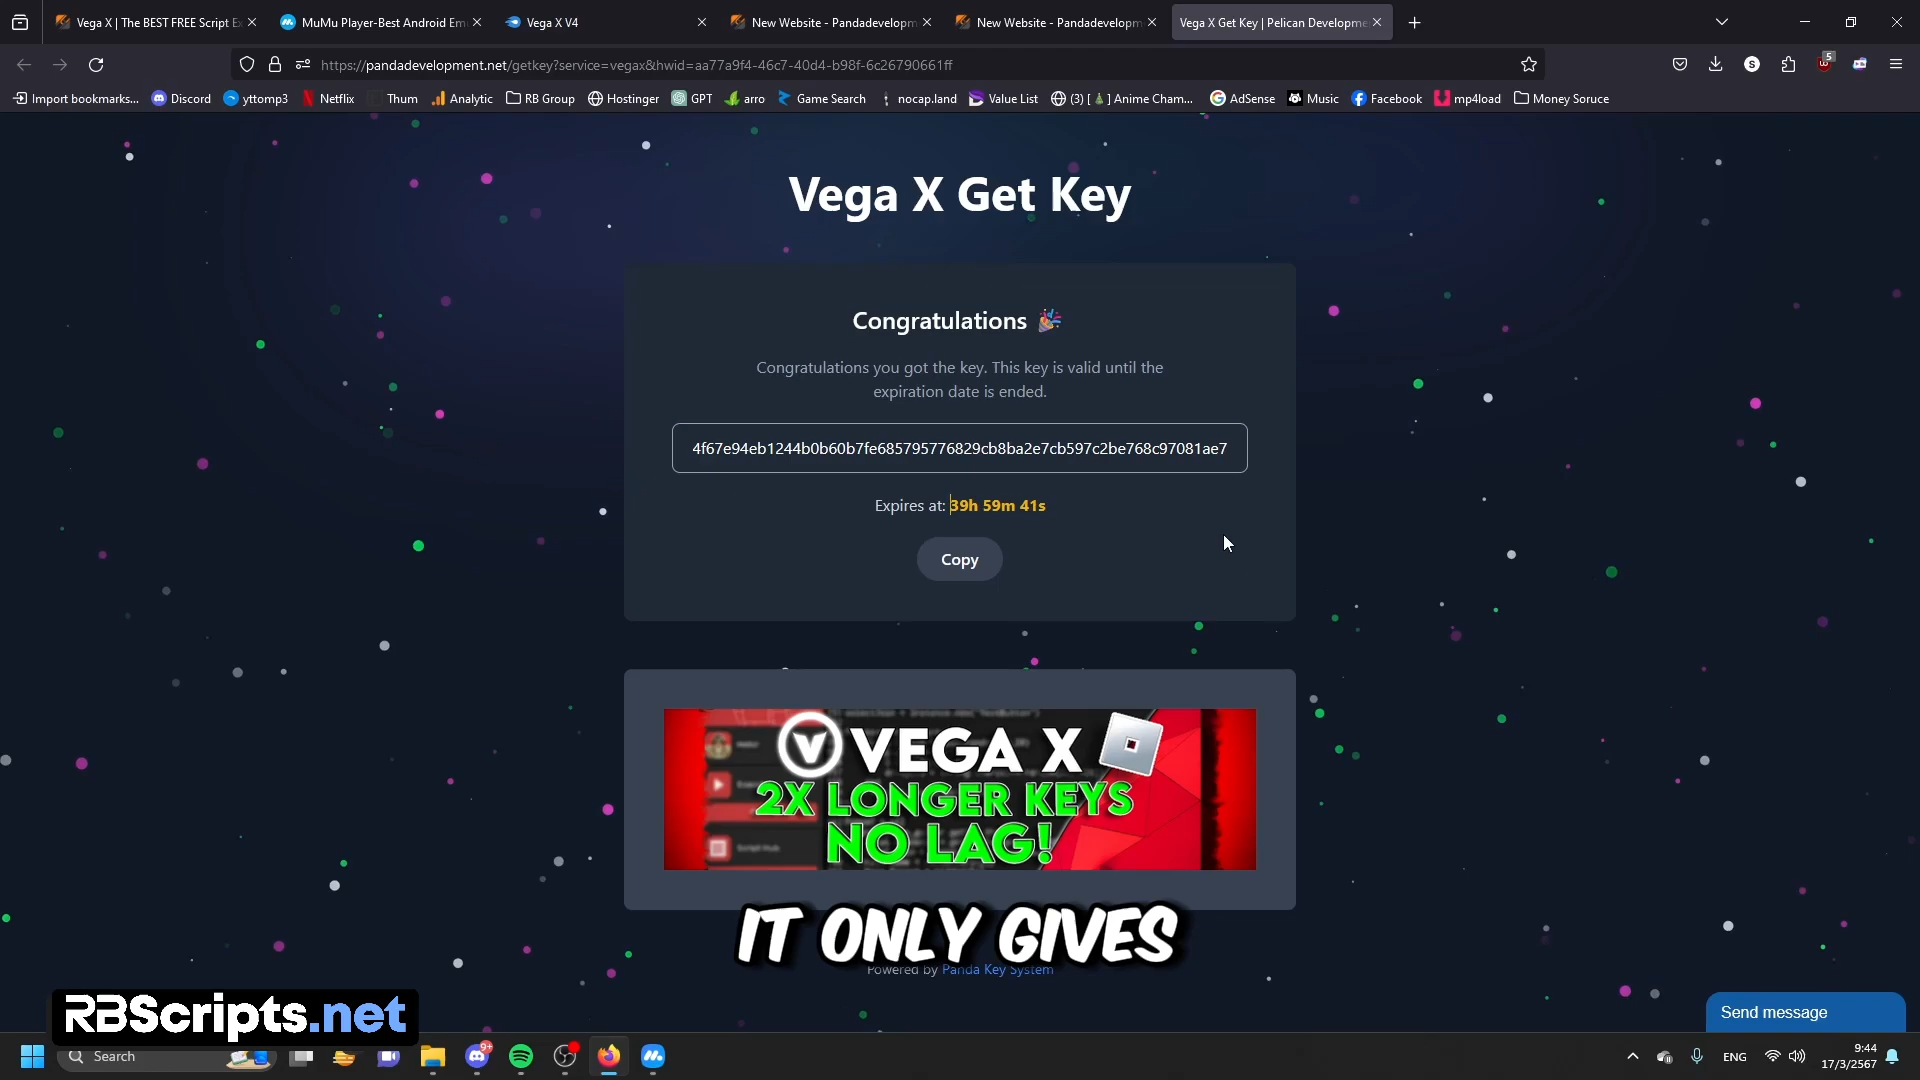 Vega X | The BEST FREE Script Ex
MuMu Player-Best Android Em
Vega X V4
New Website - Pandadevelopm
New Website - Pandadevelopm
Vega X Get Key | Pelican Developme
https://pandadevelopment.net/getkey?service=vegax&hwid=aa77a9f4-46c7-40d4-b98f-6c26790661ff
S
5
Import bookmarks...
Discord
yttomp3
Netflix
Thum
Analytic
RB Group
Hostinger
GPT
arro
Game Search
nocap.land
Value List
(3) [🎄] Anime Cham...
AdSense
Music
Facebook
mp4load
Money Soruce
Vega X Get Key
Congratulations 🎉
Congratulations you got the key. This key is valid until the
expiration date is ended.
4f67e94eb1244b0b60b7fe685795776829cb8ba2e7cb597c2be768c97081ae7
Expires at: 39h 59m 41s
Copy
VEGA X
2X LONGER KEYS
NO LAG!
IT ONLY GIVES
Powered by Panda Key System
RBScripts.net
Send message
Search
9+
ENG
9:44
17/3/2567